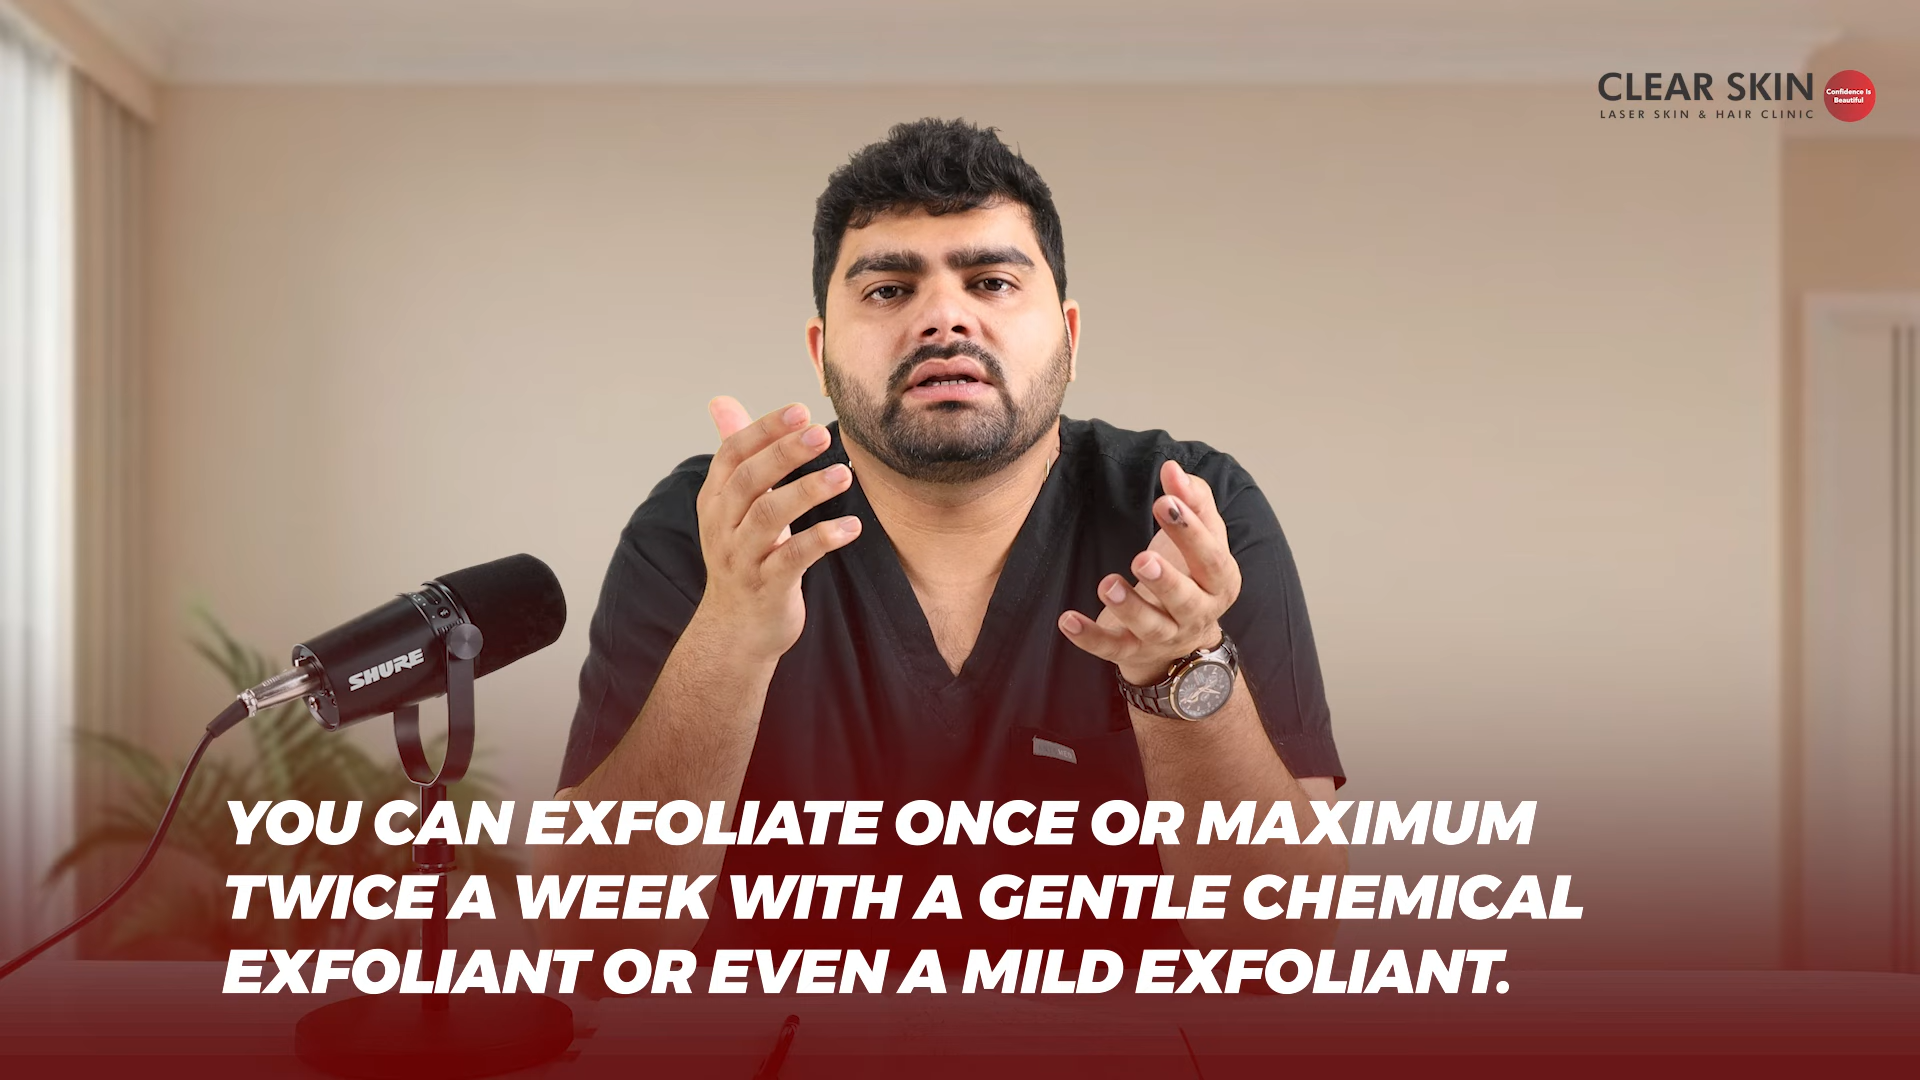 CLEAR SKIN
LASER SKIN & HAIR CLINIC
Confidence Is
Beautiful
SHURE
YOU CAN EXFOLIATE ONCE OR MAXIMUM
TWICE A WEEK WITH A GENTLE CHEMICAL
EXFOLIANT OR EVEN A MILD EXFOLIANT.